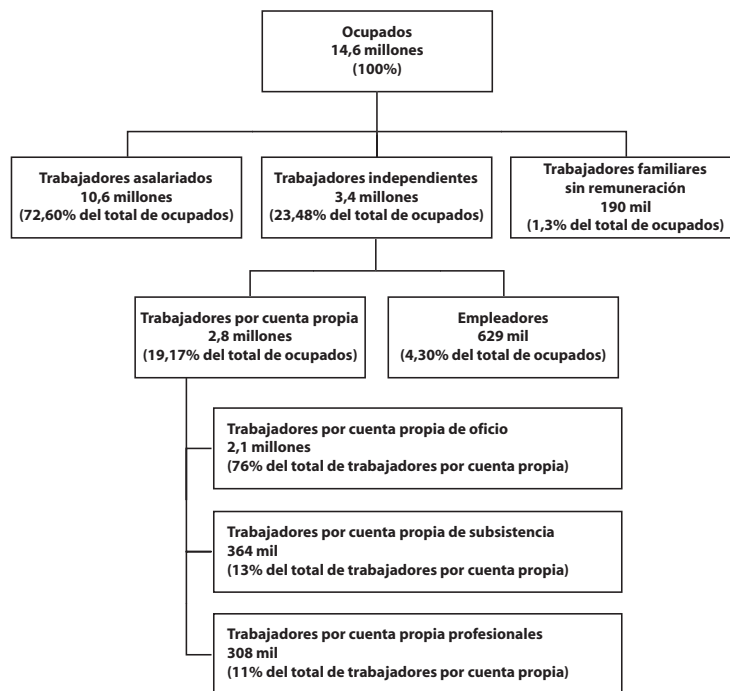 Ocupados
14,6 millones
(100%)
Trabajadores asalariados
10,6 millones
(72,60% del total de ocupados)
Trabajadores independientes
3,4 millones
(23,48% del total de ocupados)
Trabajadores familiares
sin remuneración
190 mil
(1,3% del total de ocupados)
Trabajadores por cuenta propia
2,8 millones
(19,17% del total de ocupados)
Empleadores
629 mil
(4,30% del total de ocupados)
Trabajadores por cuenta propia de oficio
2,1 millones
(76% del total de trabajadores por cuenta propia)
Trabajadores por cuenta propia de subsistencia
364 mil
(13% del total de trabajadores por cuenta propia)
Trabajadores por cuenta propia profesionales
308 mil
(11% del total de trabajadores por cuenta propia)